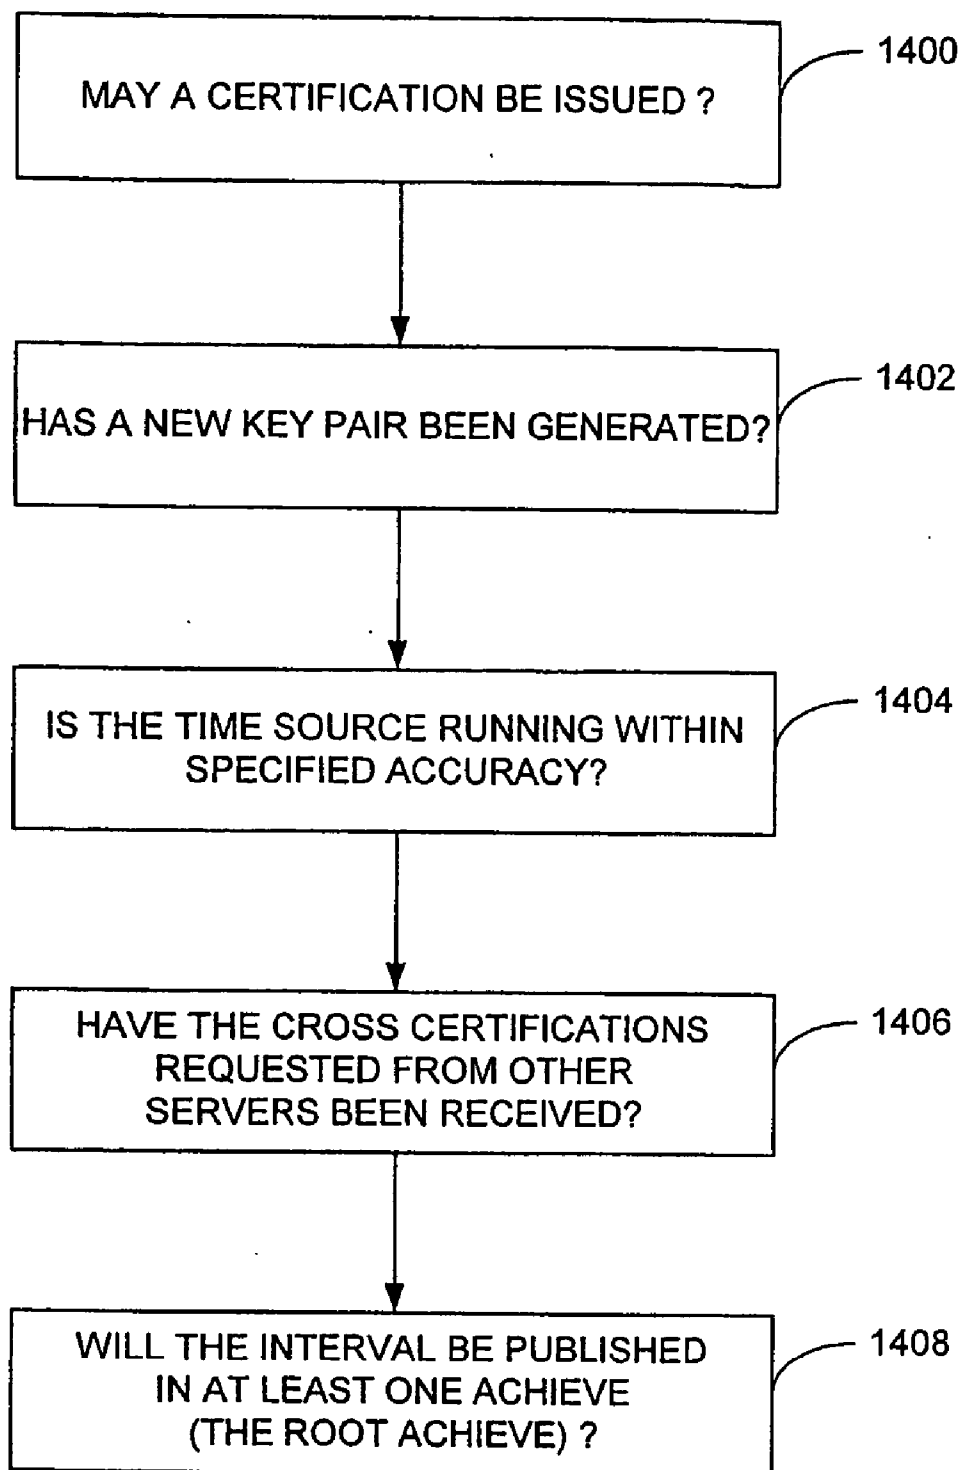 MAY A CERTIFICATION BE ISSUED ?
1400
HAS A NEW KEY PAIR BEEN GENERATED?
1402
IS THE TIME SOURCE RUNNING WITHIN
SPECIFIED ACCURACY?
1404
HAVE THE CROSS CERTIFICATIONS
REQUESTED FROM OTHER
SERVERS BEEN RECEIVED?
1406
WILL THE INTERVAL BE PUBLISHED
IN AT LEAST ONE ACHIEVE
(THE ROOT ACHIEVE) ?
1408